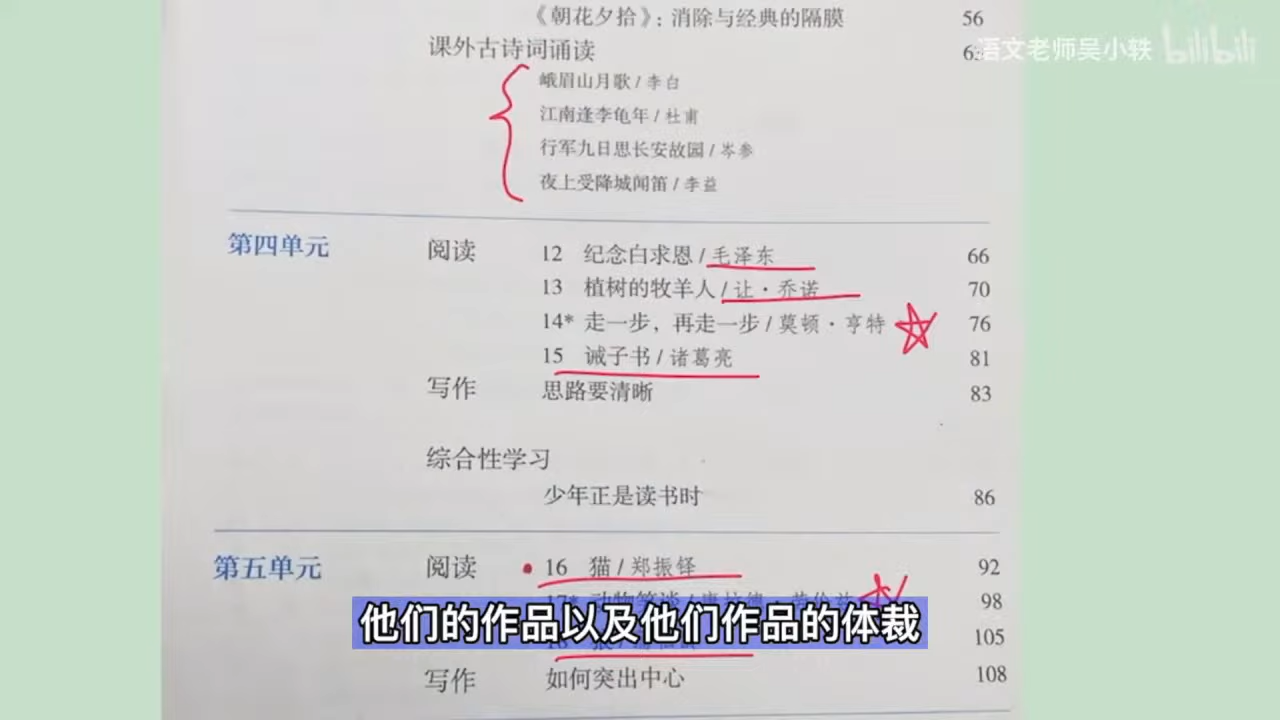 《朝花夕拾》：消除与经典的隔膜 56
课外古诗词诵读
语文老师吴小轶 bilibili
峨眉山月歌 / 李白
江南逢李龟年 / 杜甫
行军九日思长安故园 / 岑参
夜上受降城闻笛 / 李益
第四单元 阅读 12 纪念白求恩 / 毛泽东 66
13 植树的牧羊人 / 让·乔诺 70
14* 走一步，再走一步 / 莫顿·亨特 76
15 诫子书 / 诸葛亮 81
写作 思路要清晰 83
综合性学习
少年正是读书时 86
第五单元 阅读 16 猫 / 郑振铎 92
98
他们的作品以及他们作品的体裁
105
写作 如何突出中心 108